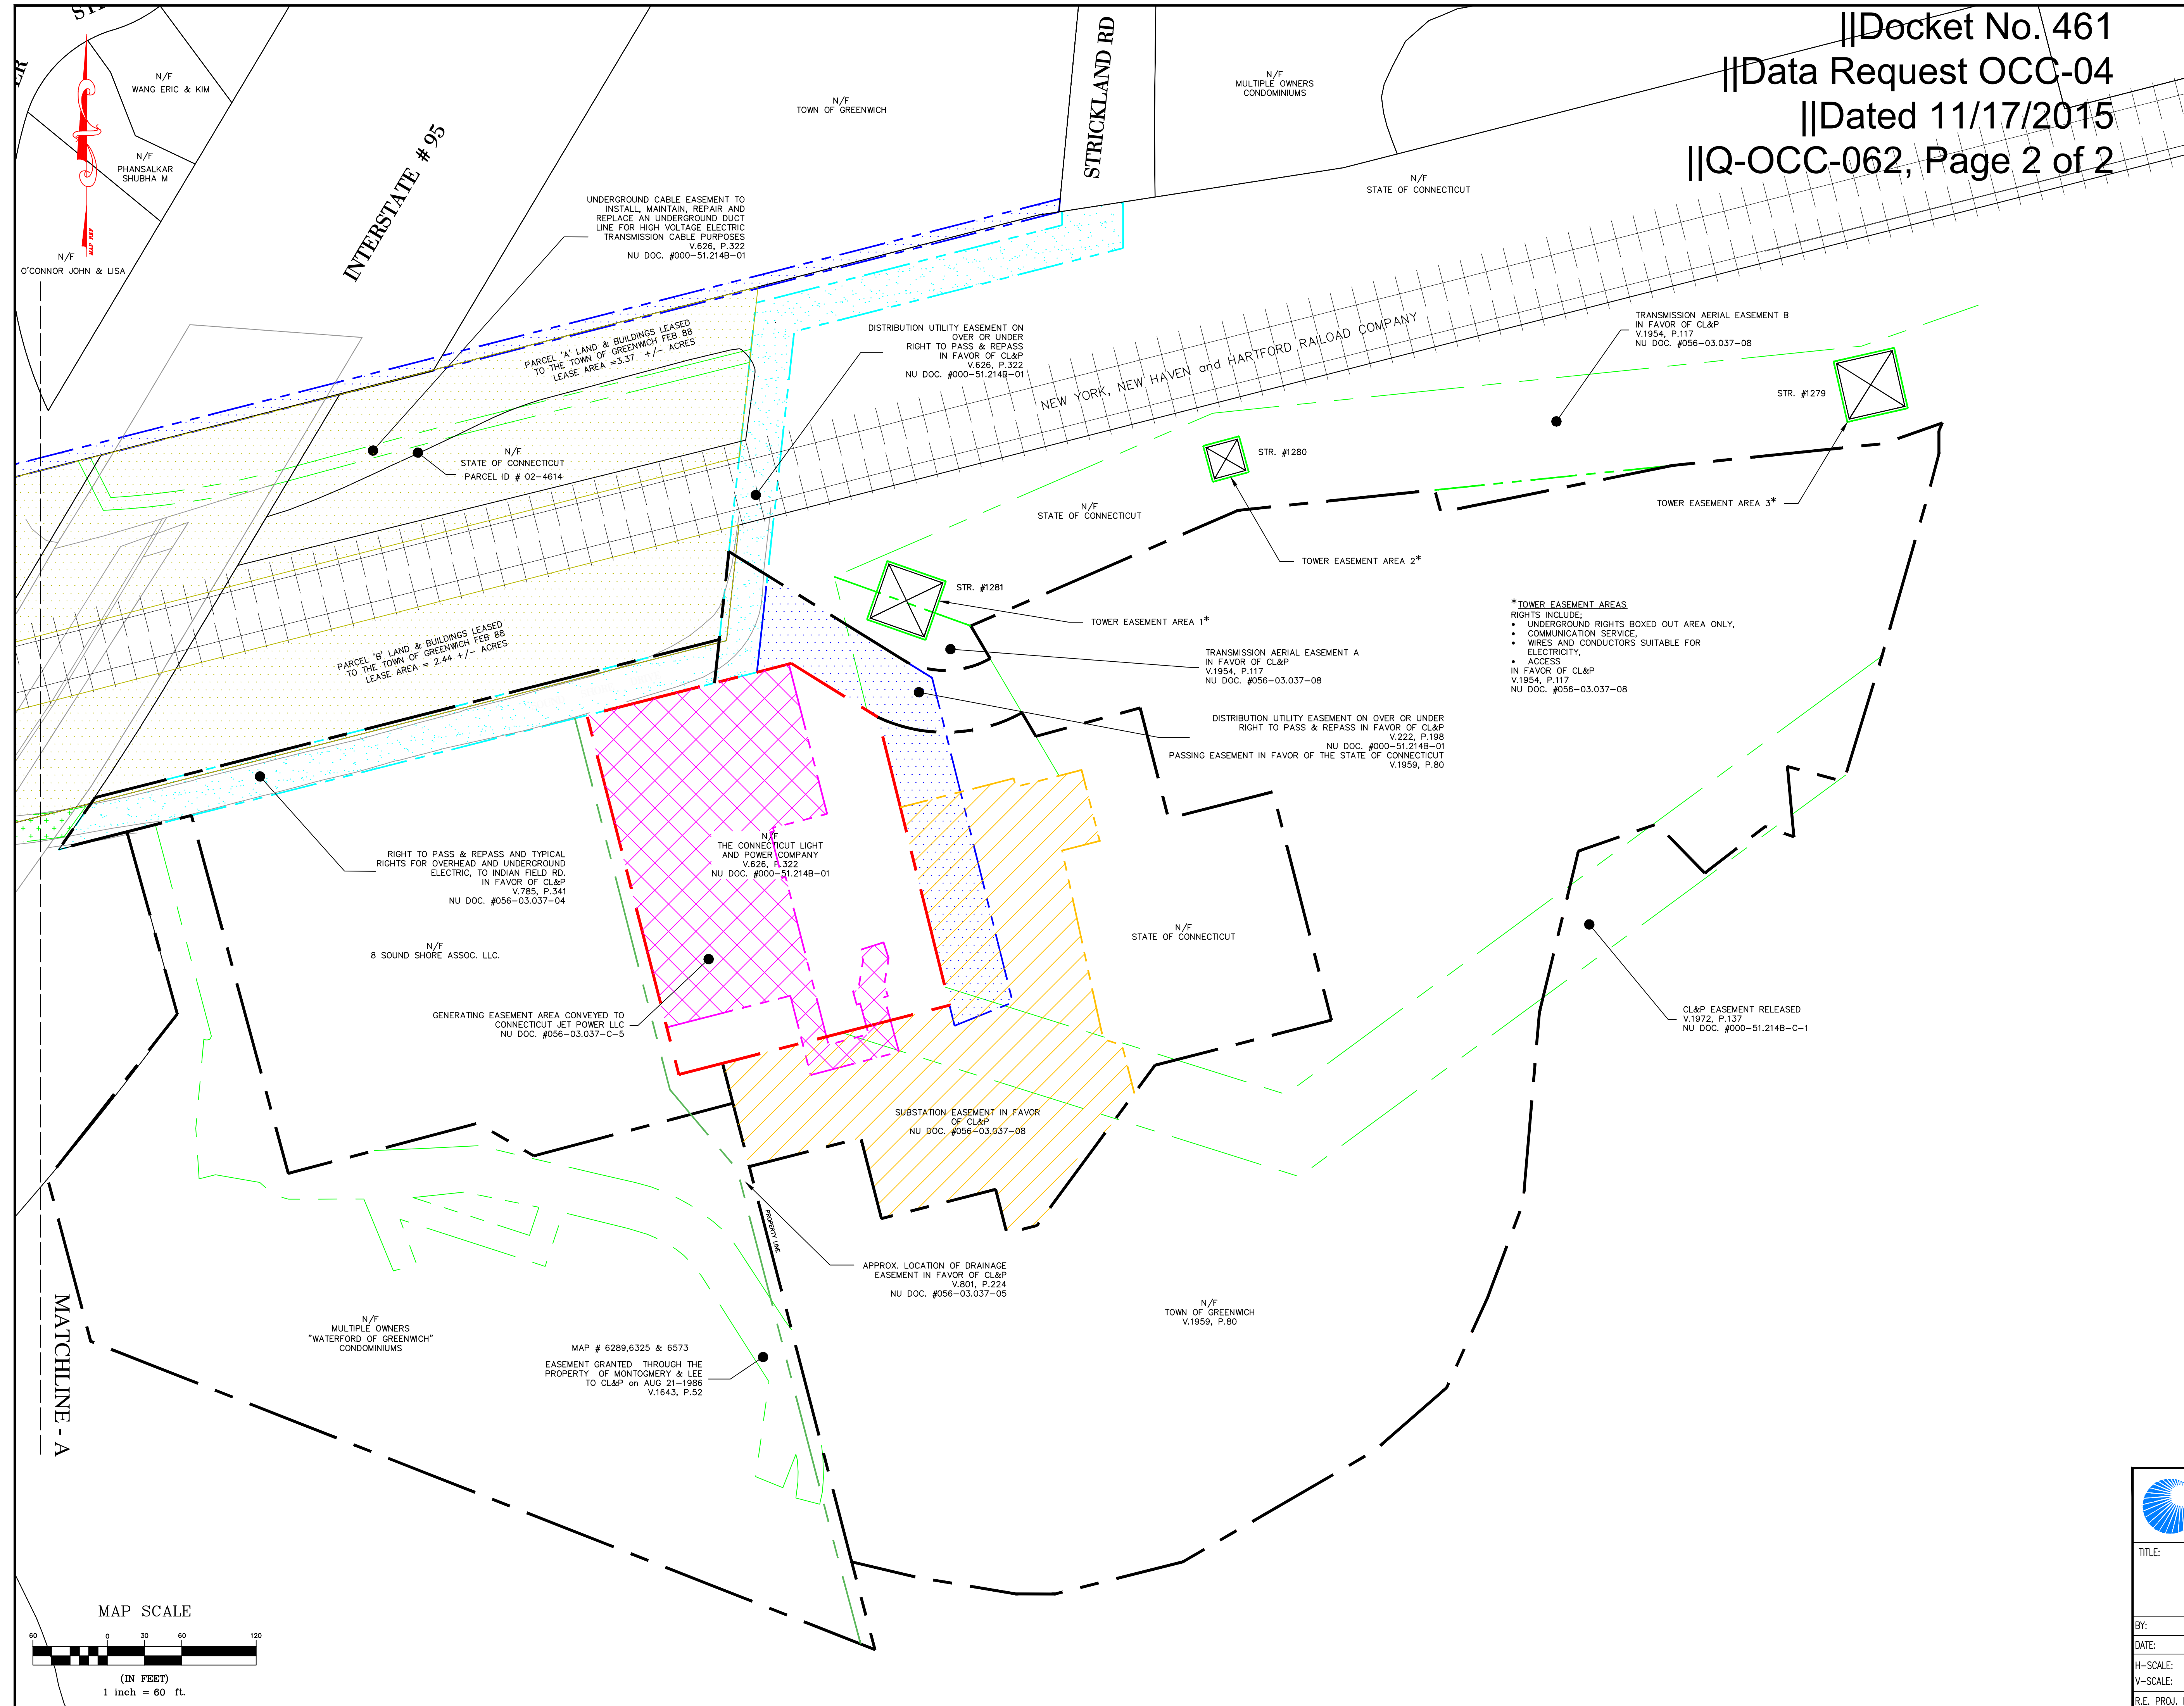 ||Docket No. 461
||Data Request OCC-04
||Dated 11/17/2015
||Q-OCC-062, Page 2 of 2
N/F
WANG ERIC & KIM
N/F
PHANSALKAR
SHUBHA M
MAP REF
N/F
O'CONNOR JOHN & LISA
INTERSTATE # 95
N/F
TOWN OF GREENWICH
STRICKLAND RD
N/F
MULTIPLE OWNERS
CONDOMINIUMS
N/F
STATE OF CONNECTICUT
UNDERGROUND CABLE EASEMENT TO
INSTALL, MAINTAIN, REPAIR AND
REPLACE AN UNDERGROUND DUCT
LINE FOR HIGH VOLTAGE ELECTRIC
TRANSMISSION CABLE PURPOSES
V.626, P.322
NU DOC. #000-51.214B-01
PARCEL 'A' LAND & BUILDINGS LEASED
TO THE TOWN OF GREENWICH FEB 88
LEASE AREA =3.37 +/- ACRES
DISTRIBUTION UTILITY EASEMENT ON
OVER OR UNDER
RIGHT TO PASS & REPASS
IN FAVOR OF CL&P
V.626, P.322
NU DOC. #000-51.214B-01
NEW YORK, NEW HAVEN and HARTFORD RAILOAD COMPANY
TRANSMISSION AERIAL EASEMENT B
IN FAVOR OF CL&P
V.1954, P.117
NU DOC. #056-03.037-08
STR. #1279
STR. #1280
N/F
STATE OF CONNECTICUT
PARCEL ID # 02-4614
N/F
STATE OF CONNECTICUT
TOWER EASEMENT AREA 3*
TOWER EASEMENT AREA 2*
STR. #1281
TOWER EASEMENT AREA 1*
*TOWER EASEMENT AREAS
RIGHTS INCLUDE;
• UNDERGROUND RIGHTS BOXED OUT AREA ONLY,
• COMMUNICATION SERVICE,
• WIRES AND CONDUCTORS SUITABLE FOR
ELECTRICITY,
• ACCESS
IN FAVOR OF CL&P
V.1954, P.117
NU DOC. #056-03.037-08
PARCEL 'B' LAND & BUILDINGS LEASED
TO THE TOWN OF GREENWICH FEB 88
LEASE AREA = 2.44 +/- ACRES
TRANSMISSION AERIAL EASEMENT A
IN FAVOR OF CL&P
V.1954, P.117
NU DOC. #056-03.037-08
DISTRIBUTION UTILITY EASEMENT ON OVER OR UNDER
RIGHT TO PASS & REPASS IN FAVOR OF CL&P
V.222, P.198
NU DOC. #000-51.214B-01
PASSING EASEMENT IN FAVOR OF THE STATE OF CONNECTICUT
V.1959, P.80
RIGHT TO PASS & REPASS AND TYPICAL
RIGHTS FOR OVERHEAD AND UNDERGROUND
ELECTRIC, TO INDIAN FIELD RD.
IN FAVOR OF CL&P
V.785, P.341
NU DOC. #056-03.037-04
N/F
THE CONNECTICUT LIGHT
AND POWER COMPANY
V.626, P.322
NU DOC. #000-51.214B-01
N/F
8 SOUND SHORE ASSOC. LLC.
N/F
STATE OF CONNECTICUT
GENERATING EASEMENT AREA CONVEYED TO
CONNECTICUT JET POWER LLC
NU DOC. #056-03.037-C-5
CL&P EASEMENT RELEASED
V.1972, P.137
NU DOC. #000-51.214B-C-1
SUBSTATION EASEMENT IN FAVOR
OF CL&P
NU DOC. #056-03.037-08
PROPERTY LINE
APPROX. LOCATION OF DRAINAGE
EASEMENT IN FAVOR OF CL&P
V.801, P.224
NU DOC. #056-03.037-05
N/F
TOWN OF GREENWICH
V.1959, P.80
N/F
MULTIPLE OWNERS
"WATERFORD OF GREENWICH"
CONDOMINIUMS
MAP # 6289,6325 & 6573
EASEMENT GRANTED THROUGH THE
PROPERTY OF MONTOGMERY & LEE
TO CL&P on AUG 21-1986
V.1643, P.52
MATCHLINE - A
MAP SCALE
60 0 30 60 120
(IN FEET)
1 inch = 60 ft.
TITLE:
BY:
DATE:
H-SCALE:
V-SCALE:
R.E. PROJ.